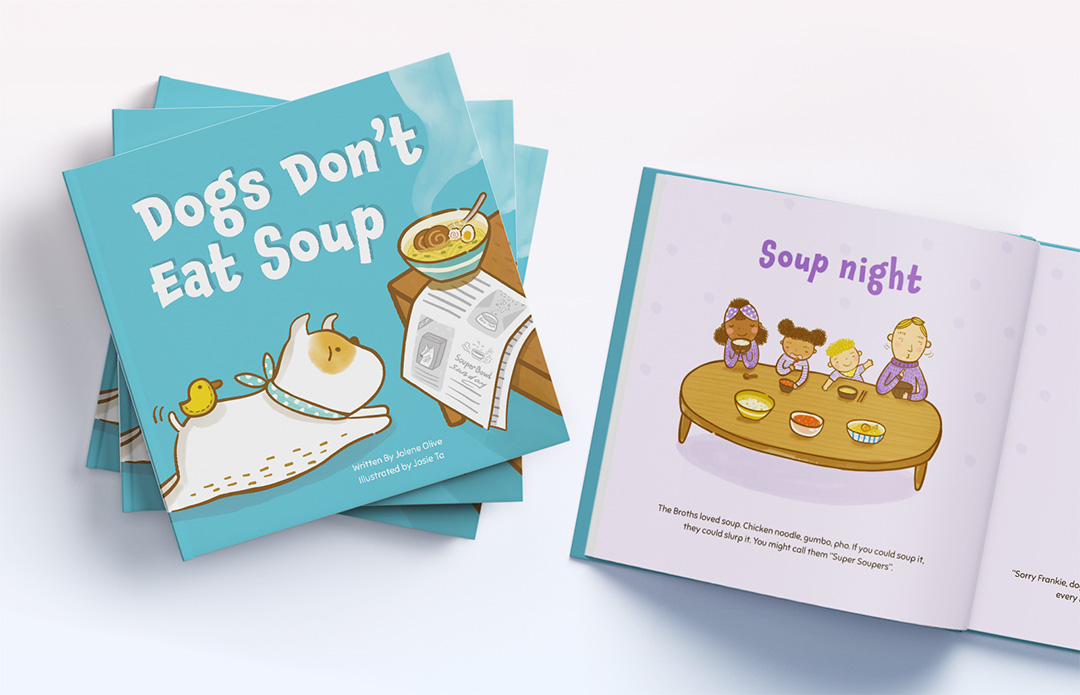 Dogs Don't
Eat Soup
SouperBowl
Saturday
Written By Jolene Olive
Illustrated by Josie Ta
Soup night
The Broths loved soup. Chicken noodle, gumbo, pho. If you could soup it,
they could slurp it. You might call them "Super Soupers".
"Sorry Frankie,
every